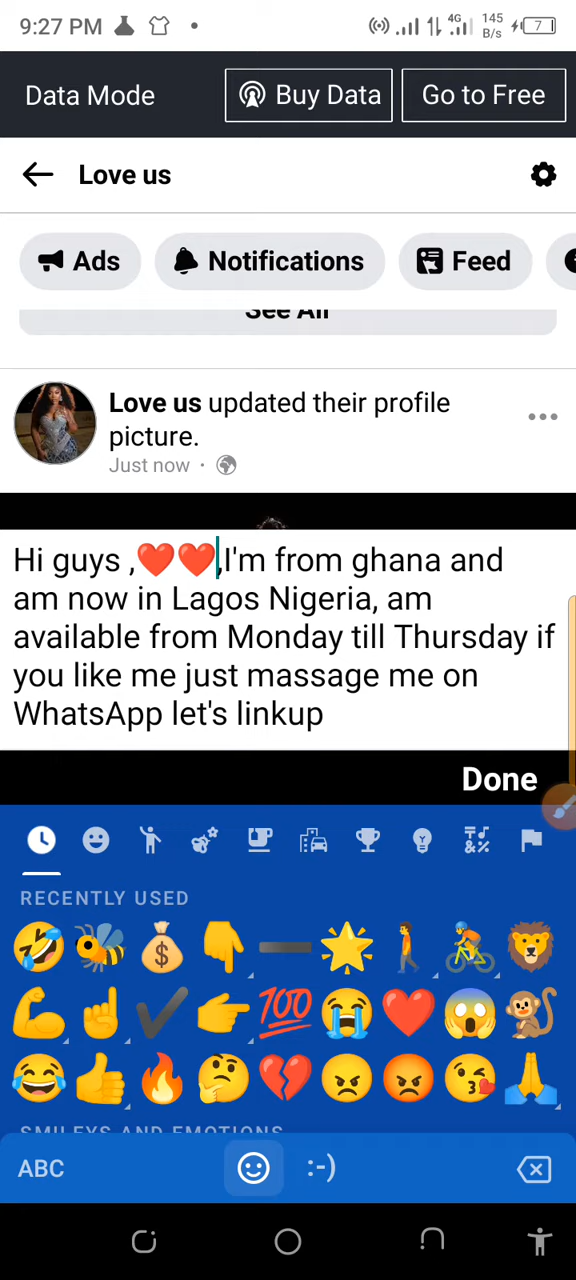 9:27 PM
4G
145
B/s
7
Data Mode
Buy Data
Go to Free
Love us
Ads
Notifications
Feed
See All
Love us updated their profile
picture.
Just now ·
Hi guys ,❤️❤️,I'm from ghana and
am now in Lagos Nigeria, am
available from Monday till Thursday if
you like me just massage me on
WhatsApp let's linkup
Done
RECENTLY USED
100
SMILEYS AND EMOTIONS
ABC
:-)